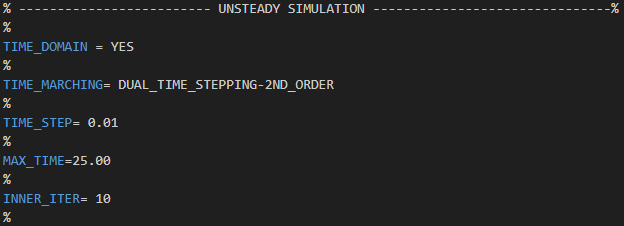 % ------------------------- UNSTEADY SIMULATION -------------------------------%
%
TIME_DOMAIN = YES
%
TIME_MARCHING= DUAL_TIME_STEPPING-2ND_ORDER
%
TIME_STEP= 0.01
%
MAX_TIME=25.00
%
INNER_ITER= 10
%